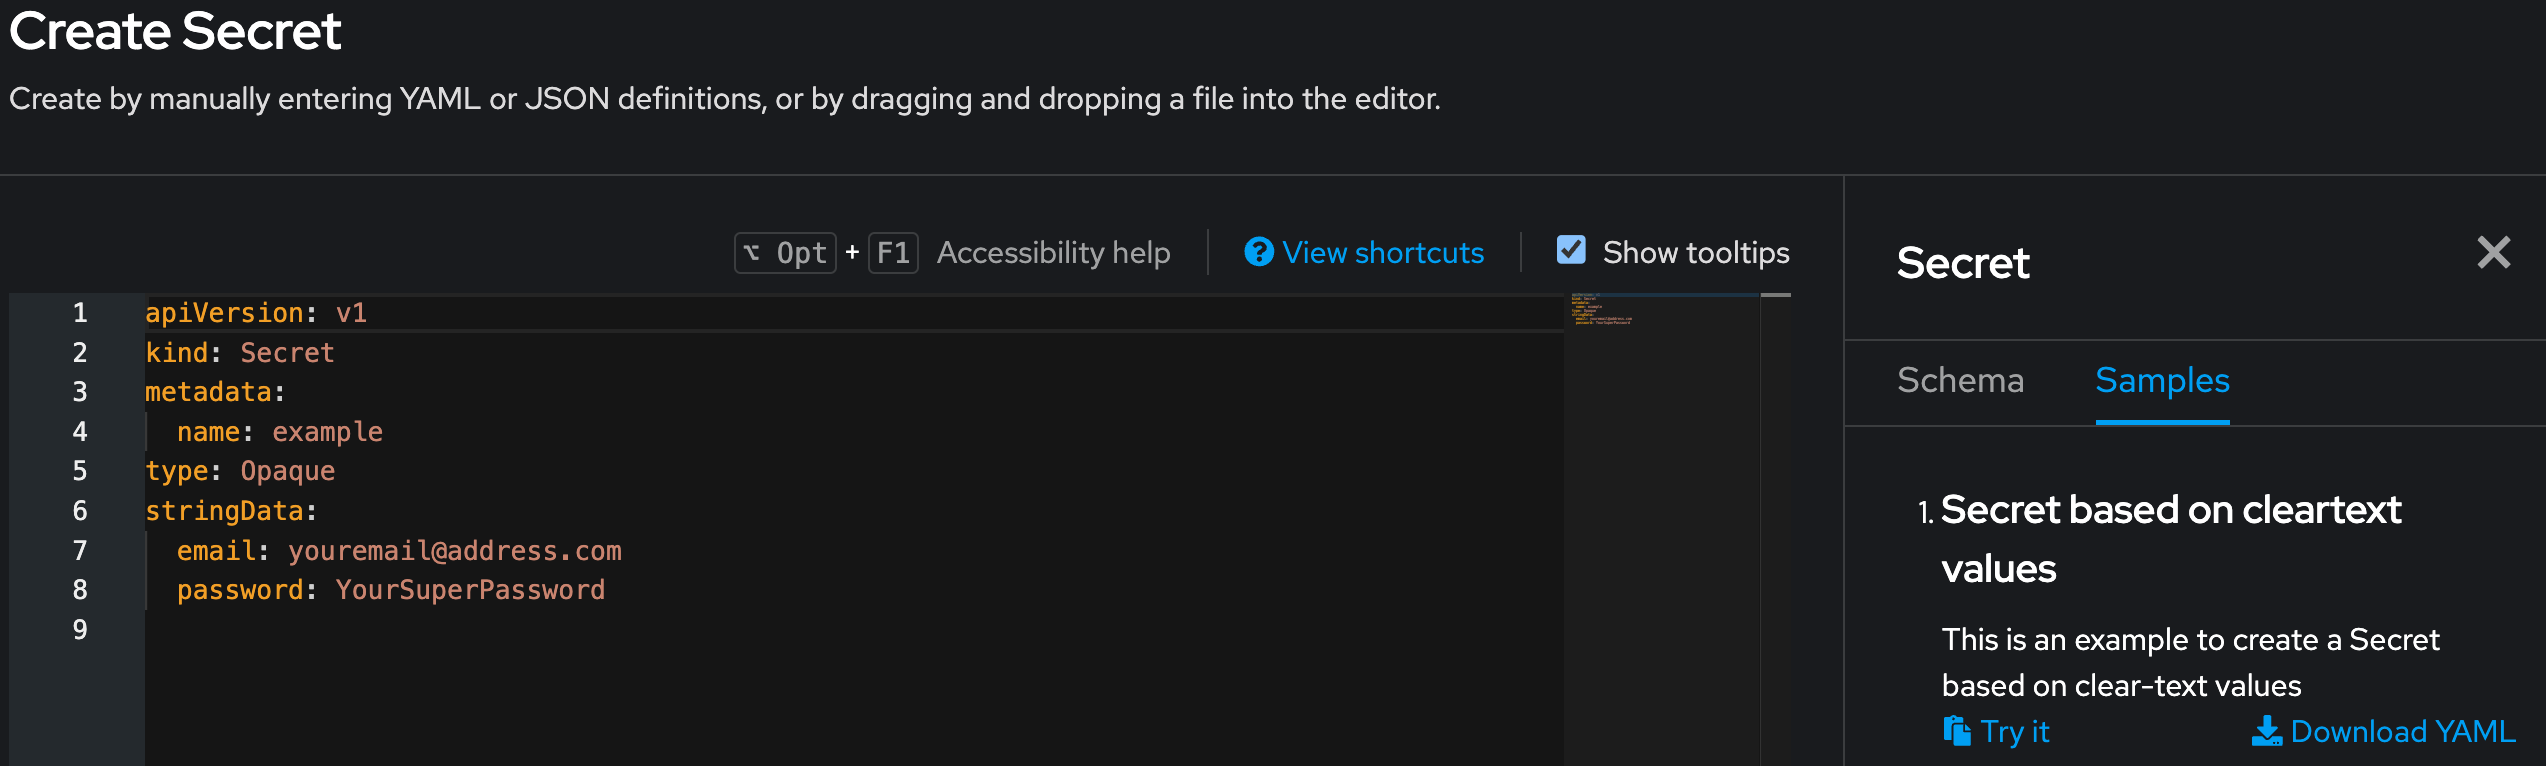 Create Secret
Create by manually entering YAML or JSON definitions, or by dragging and dropping a file into the editor.
⌥ Opt + F1 Accessibility help View shortcuts Show tooltips
1 apiVersion: v1
2 kind: Secret
3 metadata:
4 name: example
5 type: Opaque
6 stringData:
7 email: youremail@address.com
8 password: YourSuperPassword
9
Secret
Schema Samples
1. Secret based on cleartext
values
This is an example to create a Secret
based on clear-text values
Try it Download YAML